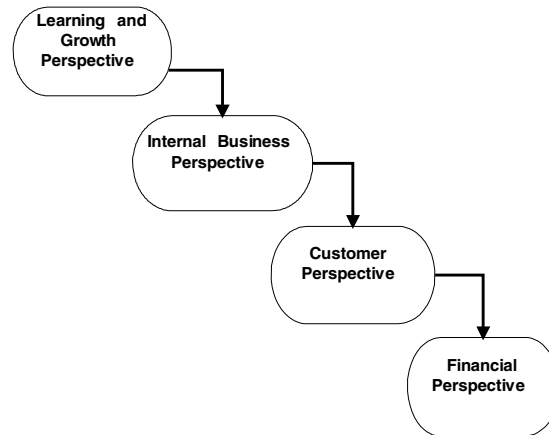 Learning and
Growth
Perspective
Internal Business
Perspective
Customer
Perspective
Financial
Perspective